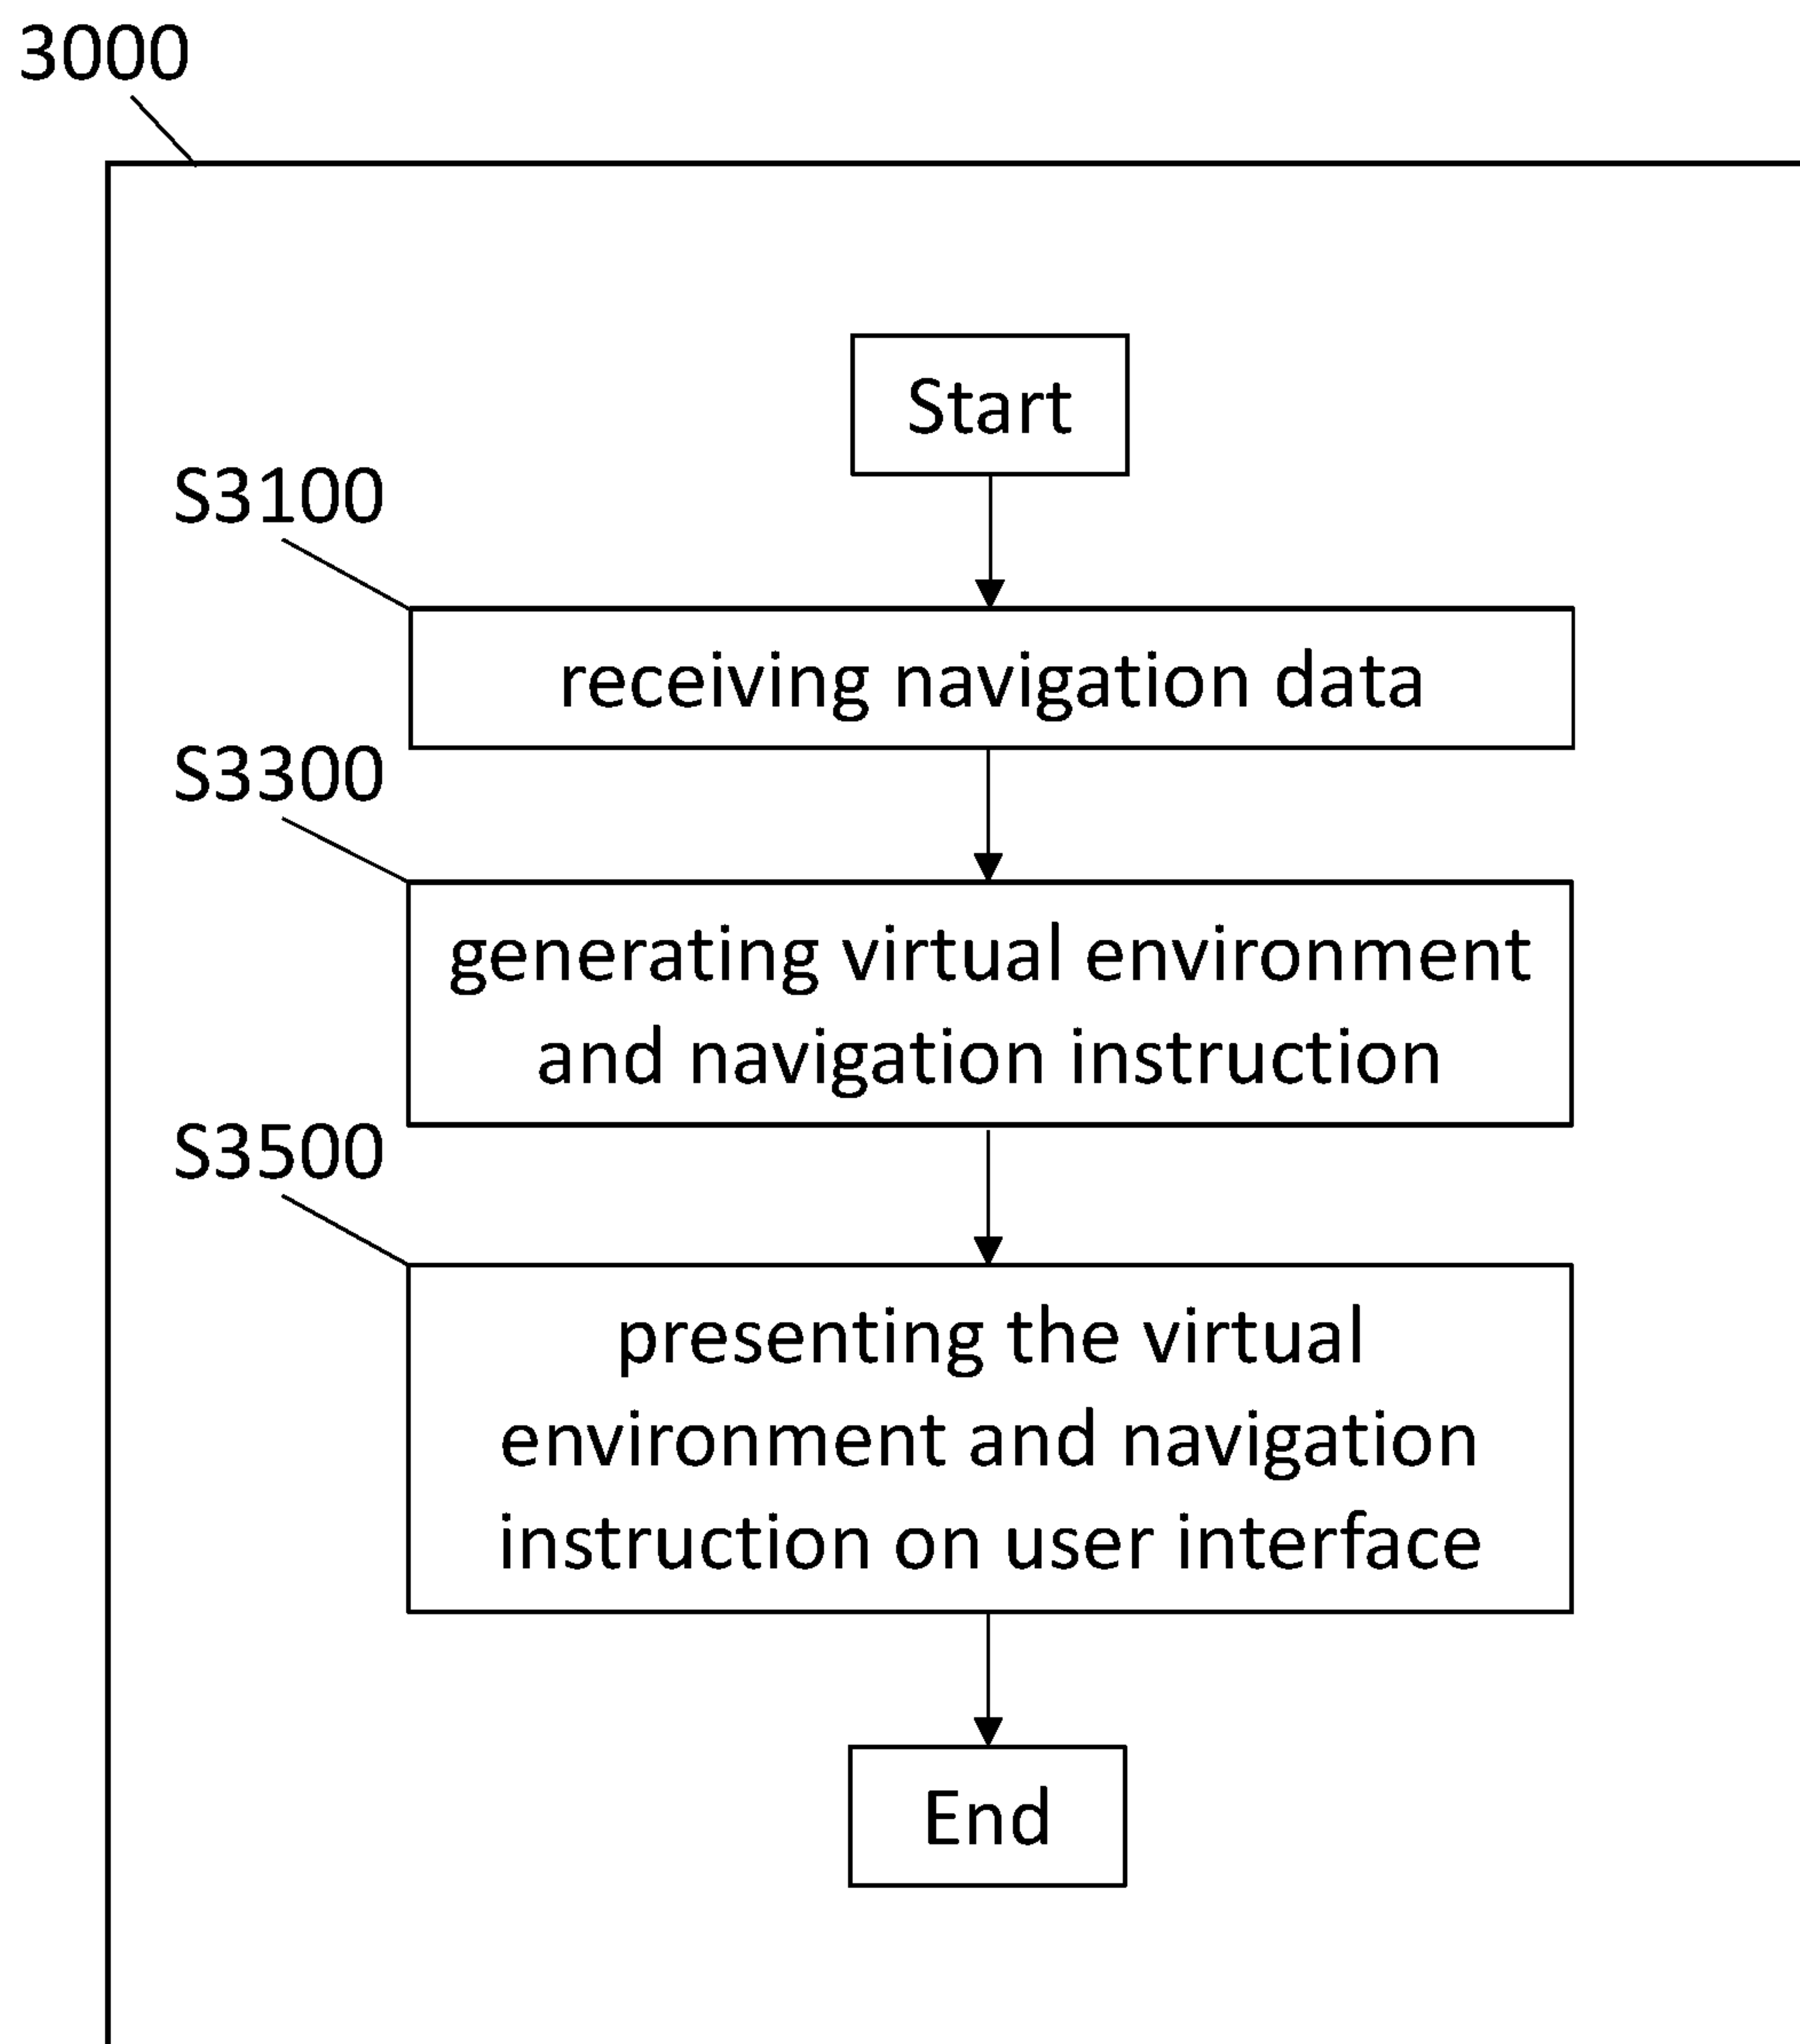 3000
Start
S3100
receiving navigation data
S3300
generating virtual environment
and navigation instruction
S3500
presenting the virtual
environment and navigation
instruction on user interface
End